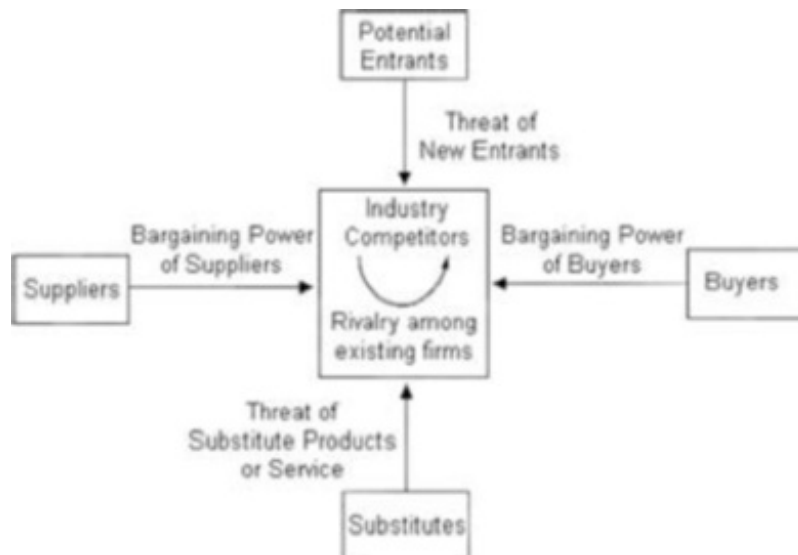 Potential
Entrants
Threat of
New Entrants
Industry
Competitors
Bargaining Power
of Suppliers
Bargaining Power
of Buyers
Suppliers
Buyers
Rivalry among
existing firms
Threat of
Substitute Products
or Service
Substitutes